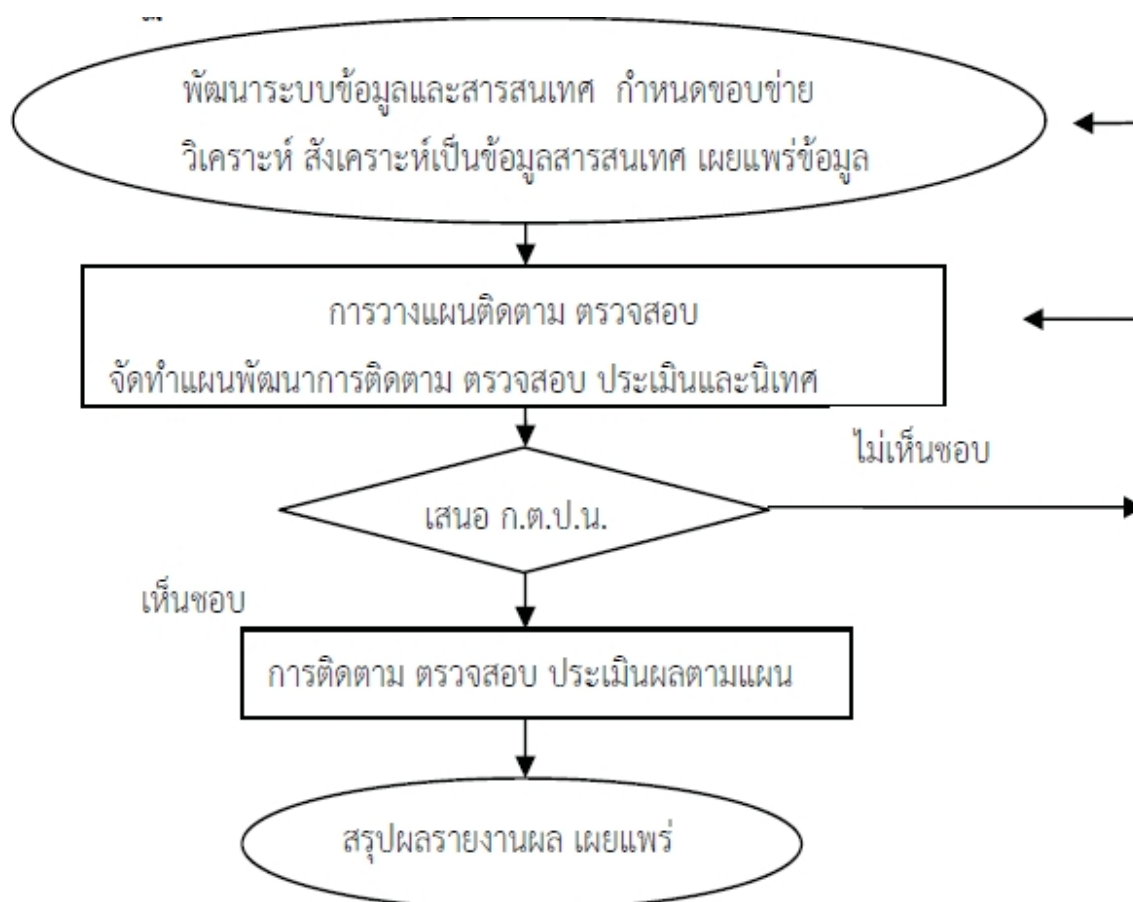 พัฒนาระบบข้อมูลและสารสนเทศ กำหนดขอบข่าย
วิเคราะห์ สังเคราะห์เป็นข้อมูลสารสนเทศ เผยแพร่ข้อมูล
การวางแผนติดตาม ตรวจสอบ
จัดทำแผนพัฒนาการติดตาม ตรวจสอบ ประเมินและนิเทศ
ไม่เห็นชอบ
เสนอ ก.ต.ป.น.
เห็นชอบ
การติดตาม ตรวจสอบ ประเมินผลตามแผน
สรุปผลรายงานผล เผยแพร่